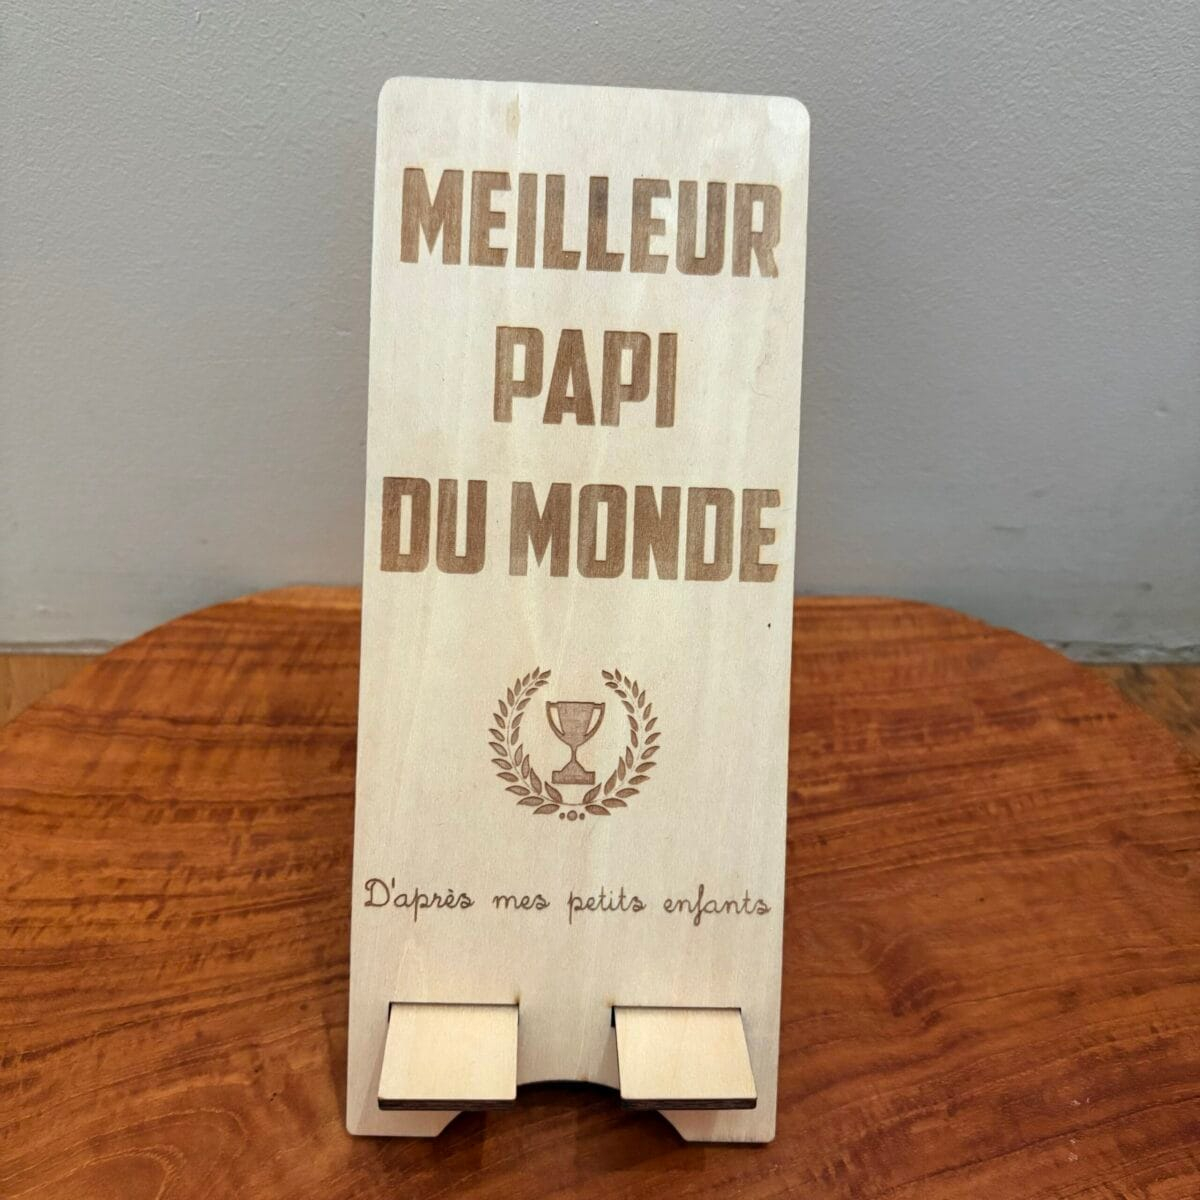 MEILLEUR
PAPI
DU MONDE
D'après mes petits enfants